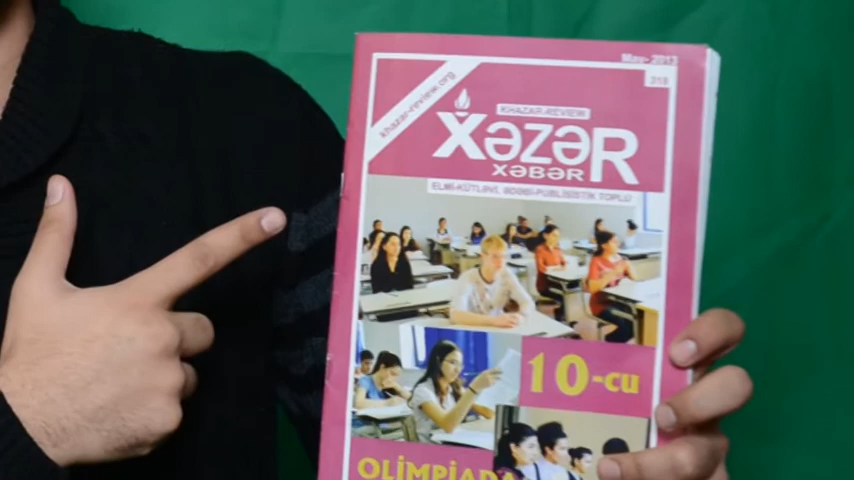 May- 2013
318
khazar-review.org
KHAZAR-REVIEW
XəzəR
XəBəR
ELMİ-KÜTLƏVİ, ƏDƏBİ-PUBLİSİSTİK TOPLU
10-cu
OLİMPİADA